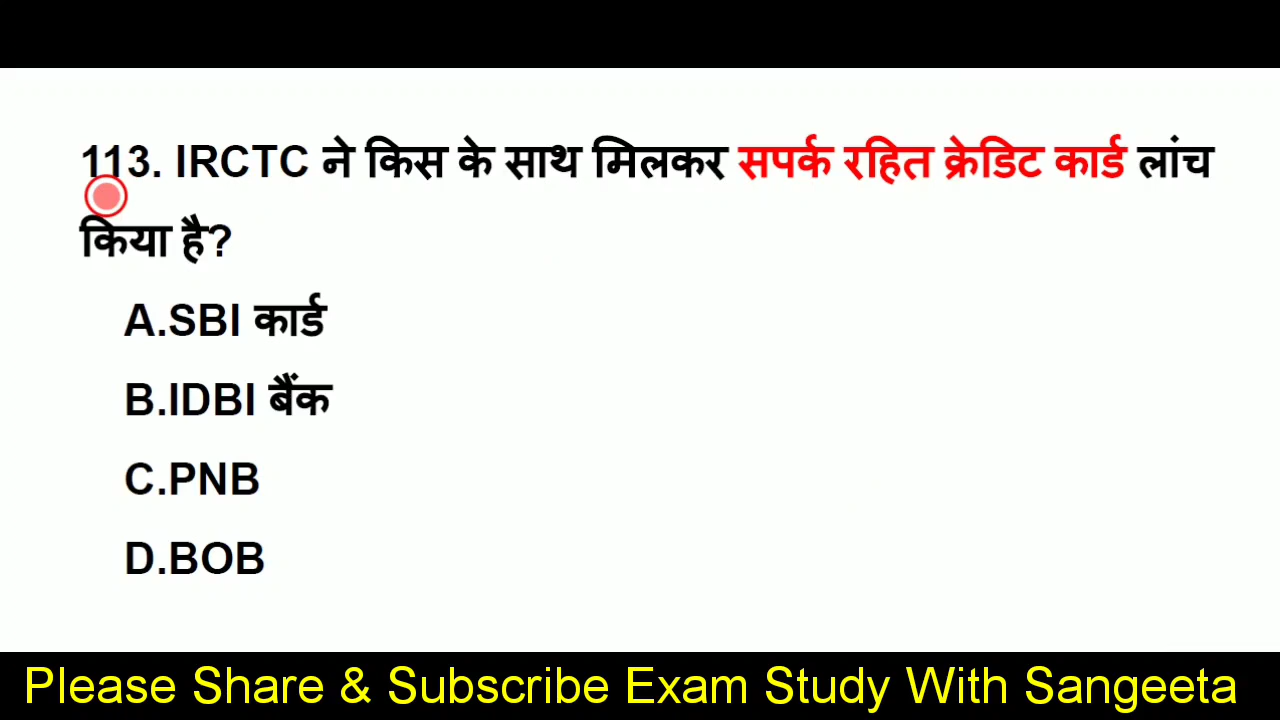 113. IRCTC ने किस के साथ मिलकर सपर्क रहित क्रेडिट कार्ड लांच
किया है?
A.SBI कार्ड
B.IDBI बैंक
C.PNB
D.BOB
Please Share & Subscribe Exam Study With Sangeeta